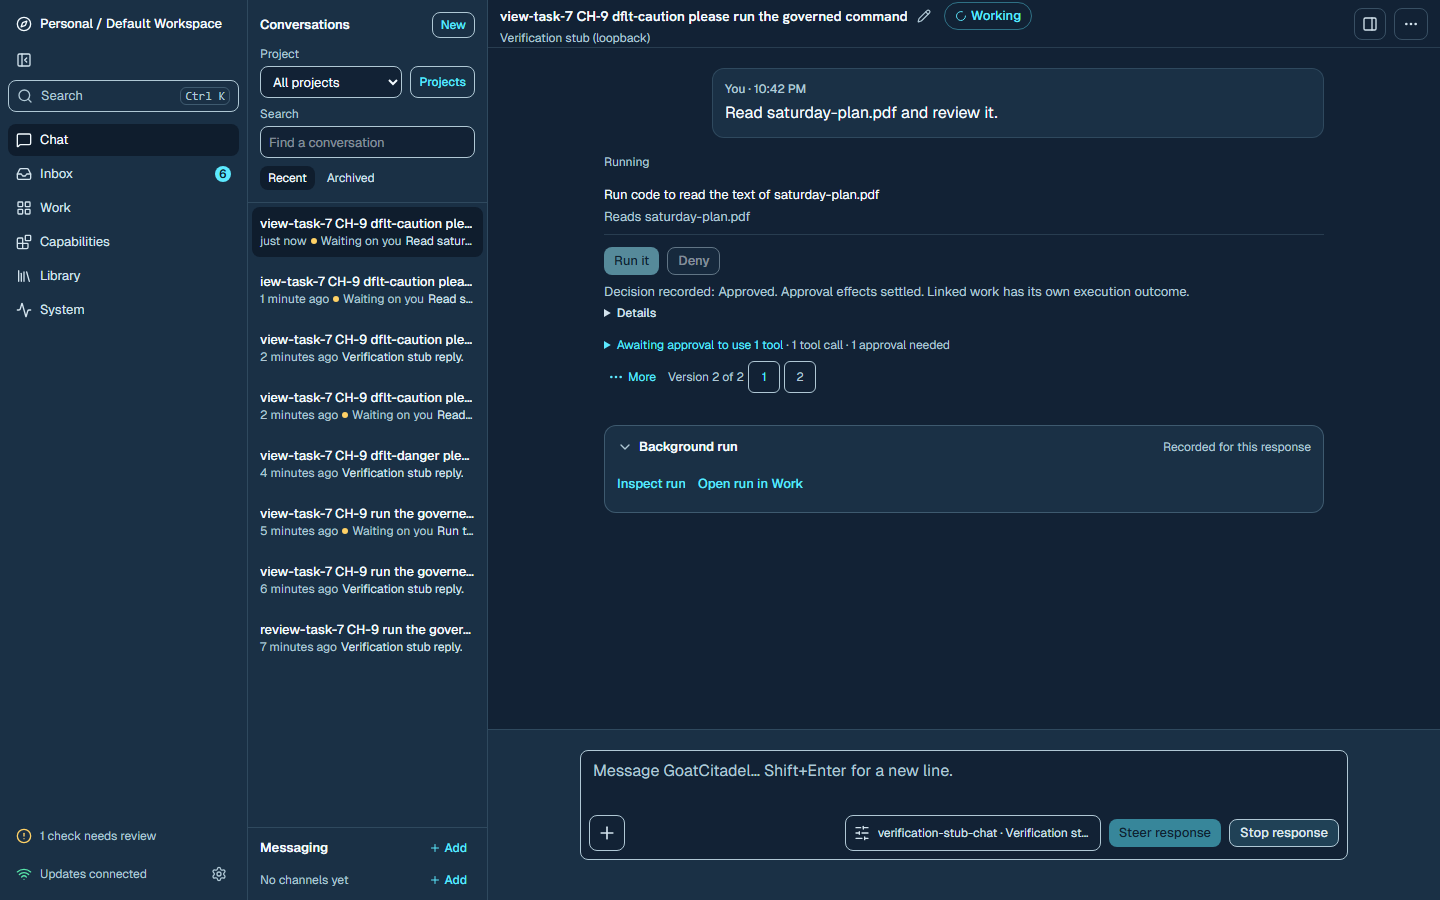 Personal / Default Workspace
Search
Ctrl K
Chat
Inbox
6
Work
Capabilities
Library
System
1 check needs review
Updates connected
Conversations
New
Project
All projects
Projects
Search
Find a conversation
Recent
Archived
view-task-7 CH-9 dflt-caution ple...
just now Waiting on you Read satur...
iew-task-7 CH-9 dflt-caution plea...
1 minute ago Waiting on you Read s...
view-task-7 CH-9 dflt-caution ple...
2 minutes ago Verification stub reply.
view-task-7 CH-9 dflt-caution ple...
2 minutes ago Waiting on you Read...
view-task-7 CH-9 dflt-danger ple...
4 minutes ago Verification stub reply.
view-task-7 CH-9 run the governe...
5 minutes ago Waiting on you Run t...
view-task-7 CH-9 run the governe...
6 minutes ago Verification stub reply.
review-task-7 CH-9 run the gover...
7 minutes ago Verification stub reply.
Messaging
+ Add
No channels yet
+ Add
view-task-7 CH-9 dflt-caution please run the governed command
Working
Verification stub (loopback)
You · 10:42 PM
Read saturday-plan.pdf and review it.
Running
Run code to read the text of saturday-plan.pdf
Reads saturday-plan.pdf
Run it
Deny
Decision recorded: Approved. Approval effects settled. Linked work has its own execution outcome.
Details
Awaiting approval to use 1 tool · 1 tool call · 1 approval needed
More
Version 2 of 2
1
2
Background run
Recorded for this response
Inspect run
Open run in Work
Message GoatCitadel... Shift+Enter for a new line.
verification-stub-chat · Verification st...
Steer response
Stop response